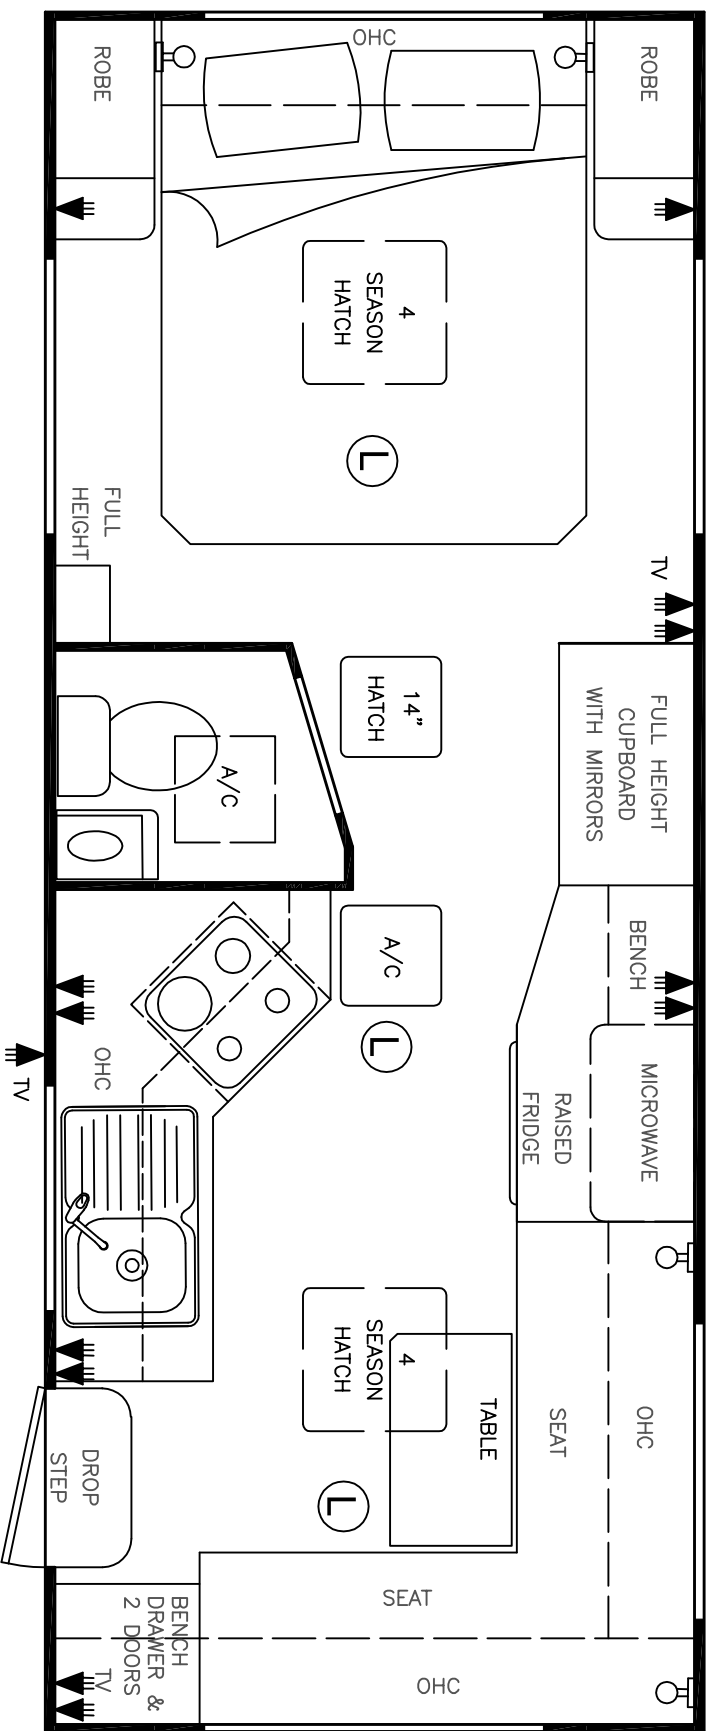 OHC
ROBE
ROBE
4
SEASON
HATCH
L
FULL
HEIGHT
TV
14"
HATCH
FULL HEIGHT
CUPBOARD
WITH MIRRORS
A/C
A/C
BENCH
L
OHC
TV
MICROWAVE
RAISED
FRIDGE
4
SEASON
HATCH
TABLE
SEAT
OHC
DROP
STEP
L
SEAT
BENCH
DRAWER &
2 DOORS
TV
OHC